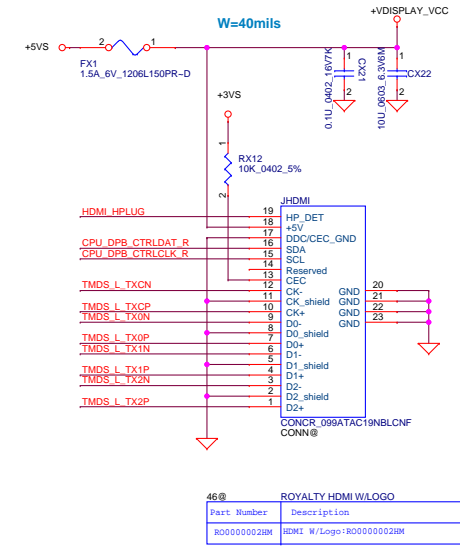 +VDISPLAY_VCC
W=40mils
+5VS
2
1
FX1
1.5A_6V_1206L150PR-D
0.1U_0402_16V7K
1
CX21
2
10U_0603_6.3V6M
1
CX22
2
+3VS
1
RX12
10K_0402_5%
2
JHDMI
HDMI_HPLUG
19
HP_DET
18
+5V
17
DDC/CEC_GND
CPU_DPB_CTRLDAT_R
16
SDA
CPU_DPB_CTRLCLK_R
15
SCL
14
Reserved
13
CEC
TMDS_L_TXCN
12
CK-
GND
20
11
CK_shield
GND
21
TMDS_L_TXCP
10
CK+
GND
22
TMDS_L_TX0N
9
D0-
GND
23
8
D0_shield
TMDS_L_TX0P
7
D0+
TMDS_L_TX1N
6
D1-
5
D1_shield
TMDS_L_TX1P
4
D1+
TMDS_L_TX2N
3
D2-
2
D2_shield
TMDS_L_TX2P
1
D2+
CONCR_099ATAC19NBLCNF
CONN@
46@
ROYALTY HDMI W/LOGO
Part Number
Description
RO0000002HM
HDMI W/Logo:RO0000002HM